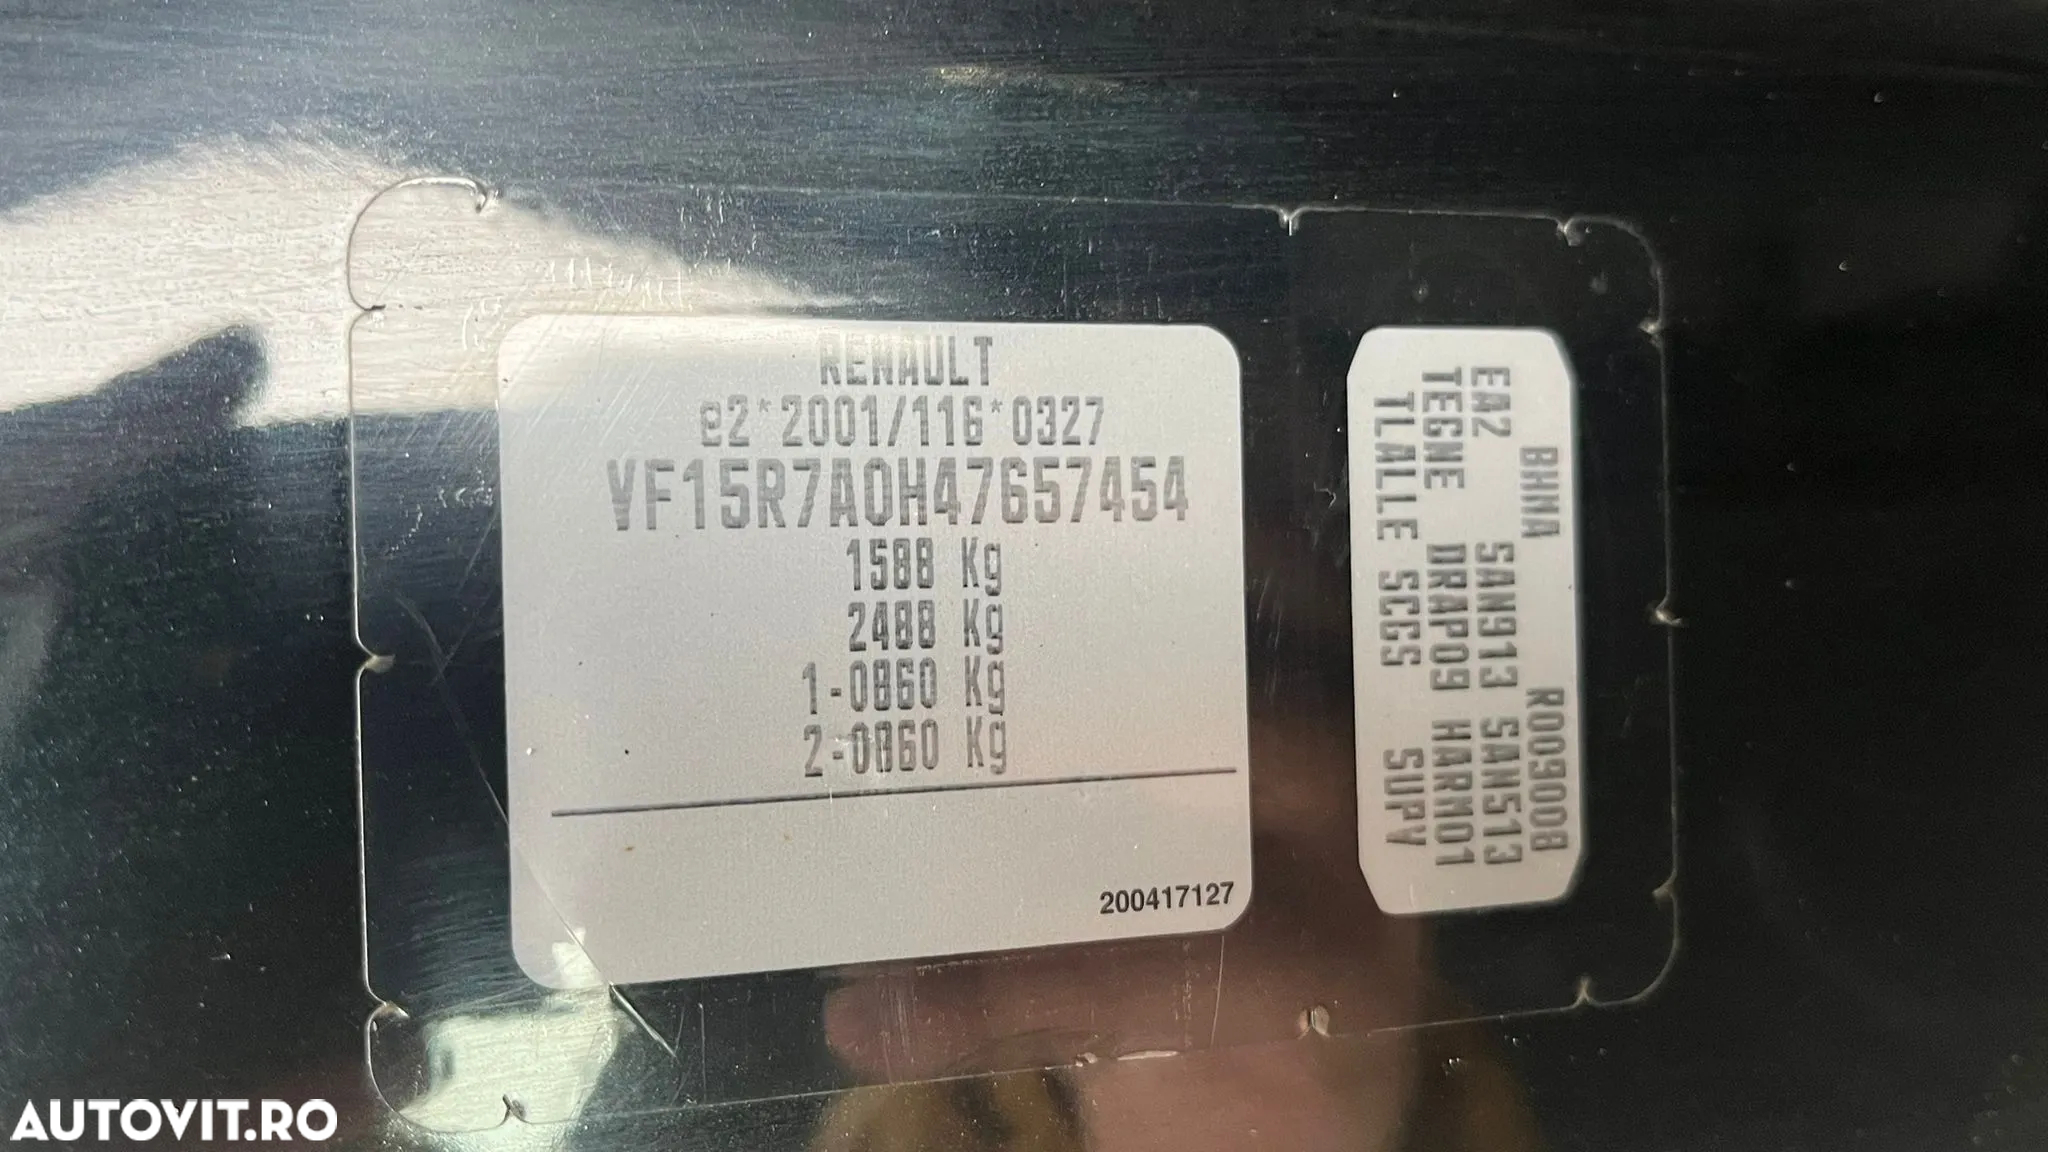 RENAULT
e2*2001/116*0327
VF15R7A0H47657454
1588 Kg
2488 Kg
1-0860 Kg
2-0860 Kg
200417127
BHMA R009008
EA2 SAN913 SAN513
TEGNE DRAP09 HARM01
TLALLE SCGS SUPV
AUTOVIT.RO